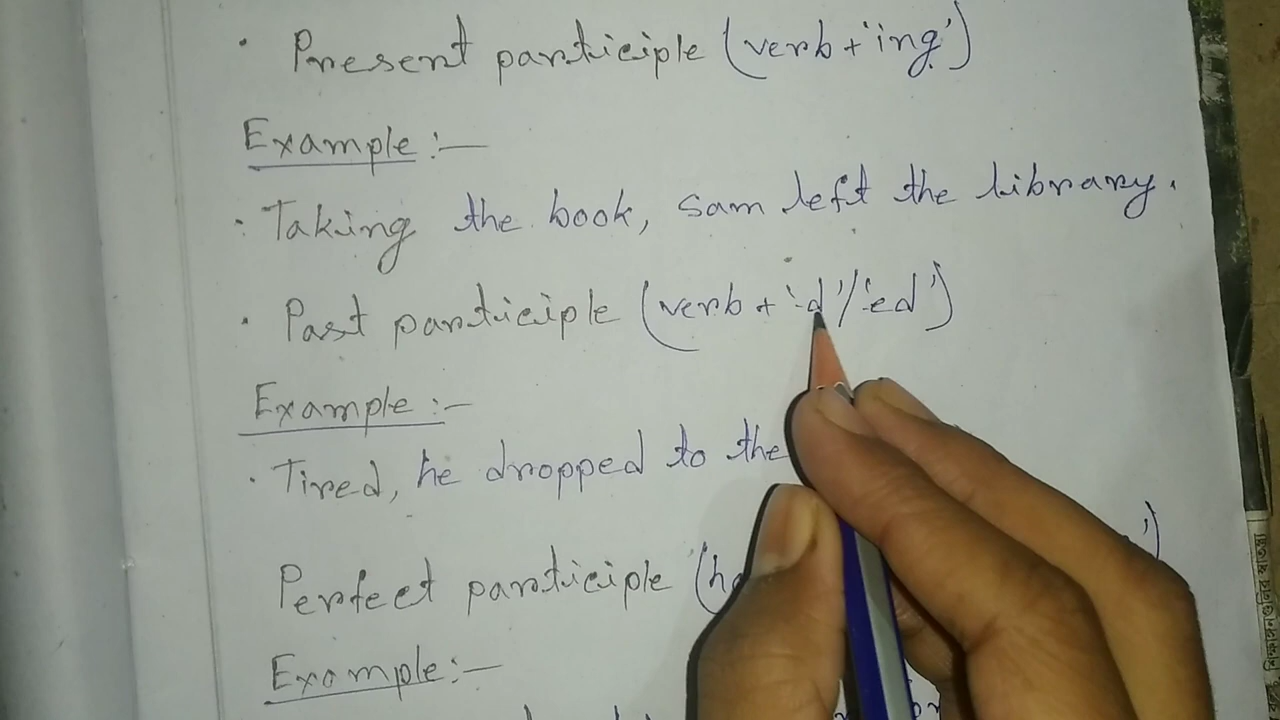 · Present participle (verb + 'ing')
Example :—
· Taking the book, Sam left the library.
· Past participle (verb + '-d'/'-ed')
Example :—
· Tired, he dropped to the
Perfect participle (
Example :—